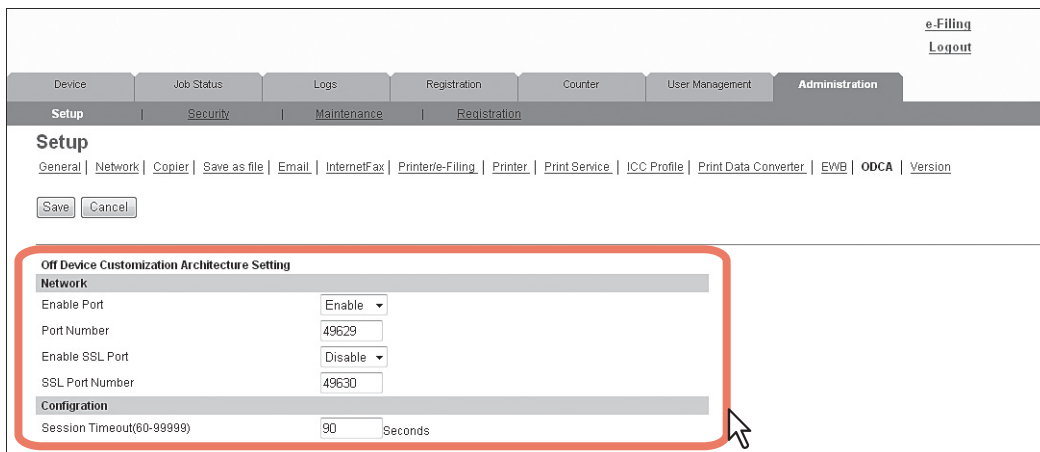 e-Filing
Logout
Device Job Status Logs Registration Counter User Management Administration
Setup | Security | Maintenance | Registration
Setup
General | Network | Copier | Save as file | Email | InternetFax | Printer/e-Filing | Printer | Print Service | ICC Profile | Print Data Converter | EWB | ODCA | Version
Save Cancel
Off Device Customization Architecture Setting
Network
Enable Port Enable
Port Number 49629
Enable SSL Port Disable
SSL Port Number 49630
Configration
Session Timeout(60-99999) 90 Seconds